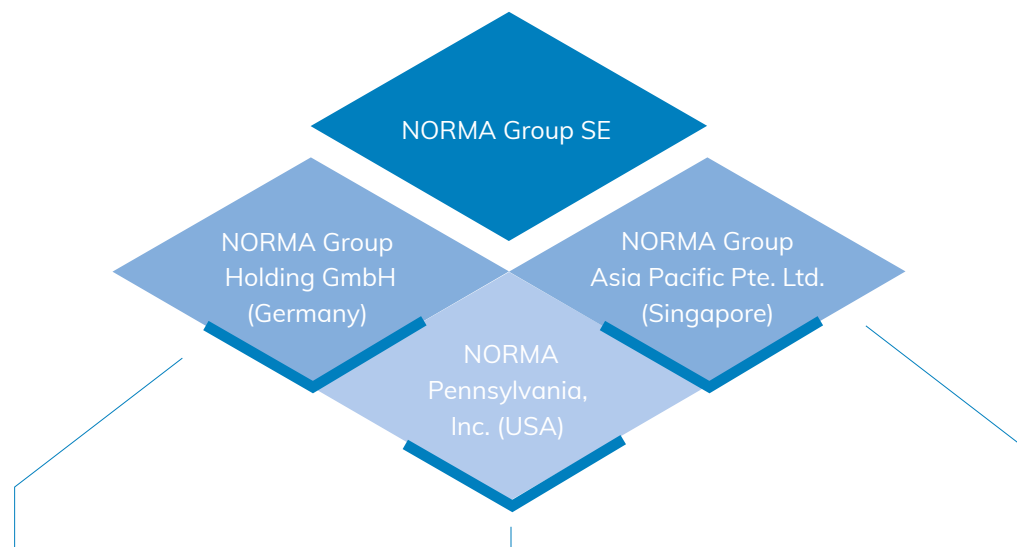 NORMA Group SE
NORMA Group
Holding GmbH
(Germany)
NORMA Group
Asia Pacific Pte. Ltd.
(Singapore)
NORMA
Pennsylvania,
Inc. (USA)